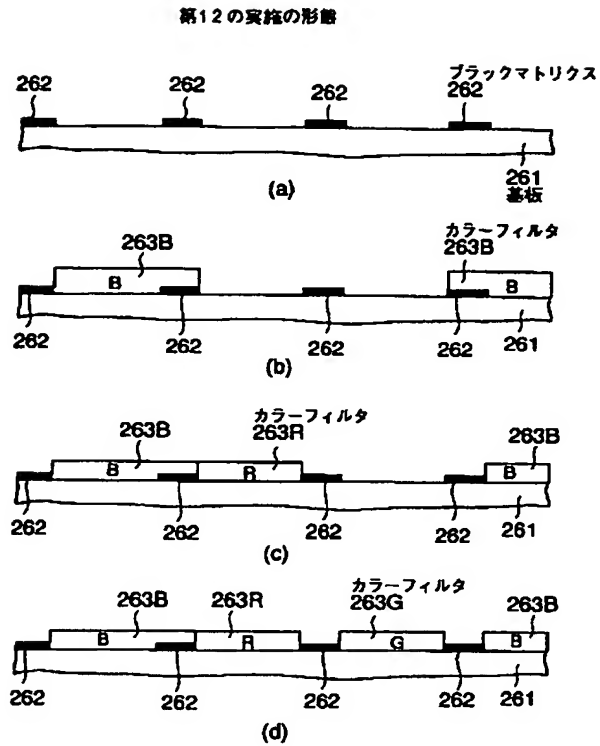 第12の実施の形態
ブラックマトリクス
262 262 262 262
261
基板
(a)
カラーフィルタ
263B 263B
B B
262 262 262 262 261
(b)
カラーフィルタ
263B 263R 263B
B R B
262 262 262 262 261
(c)
カラーフィルタ
263B 263R 263G 263B
B R G B
262 262 262 262 261
(d)